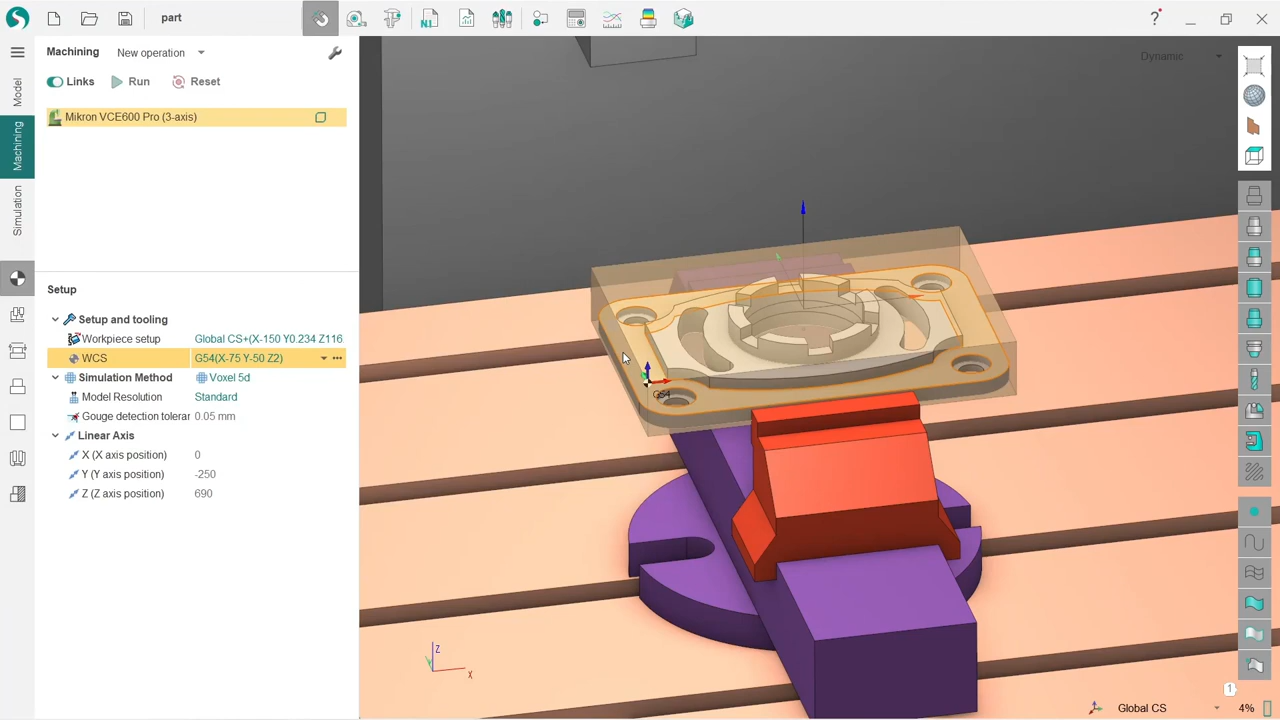 part
?
Machining
New operation
Dynamic
Links
Run
Reset
Model
Machining
Simulation
Mikron VCE600 Pro (3-axis)
Setup
Setup and tooling
Workpiece setup
Global CS+(X-150 Y0.234 Z116
WCS
G54(X-75 Y-50 Z2)
Simulation Method
Voxel 5d
Model Resolution
Standard
Gouge detection toleran
0.05 mm
Linear Axis
X (X axis position)
0
Y (Y axis position)
-250
Z (Z axis position)
690
G54
Z
X
1
Global CS
4%